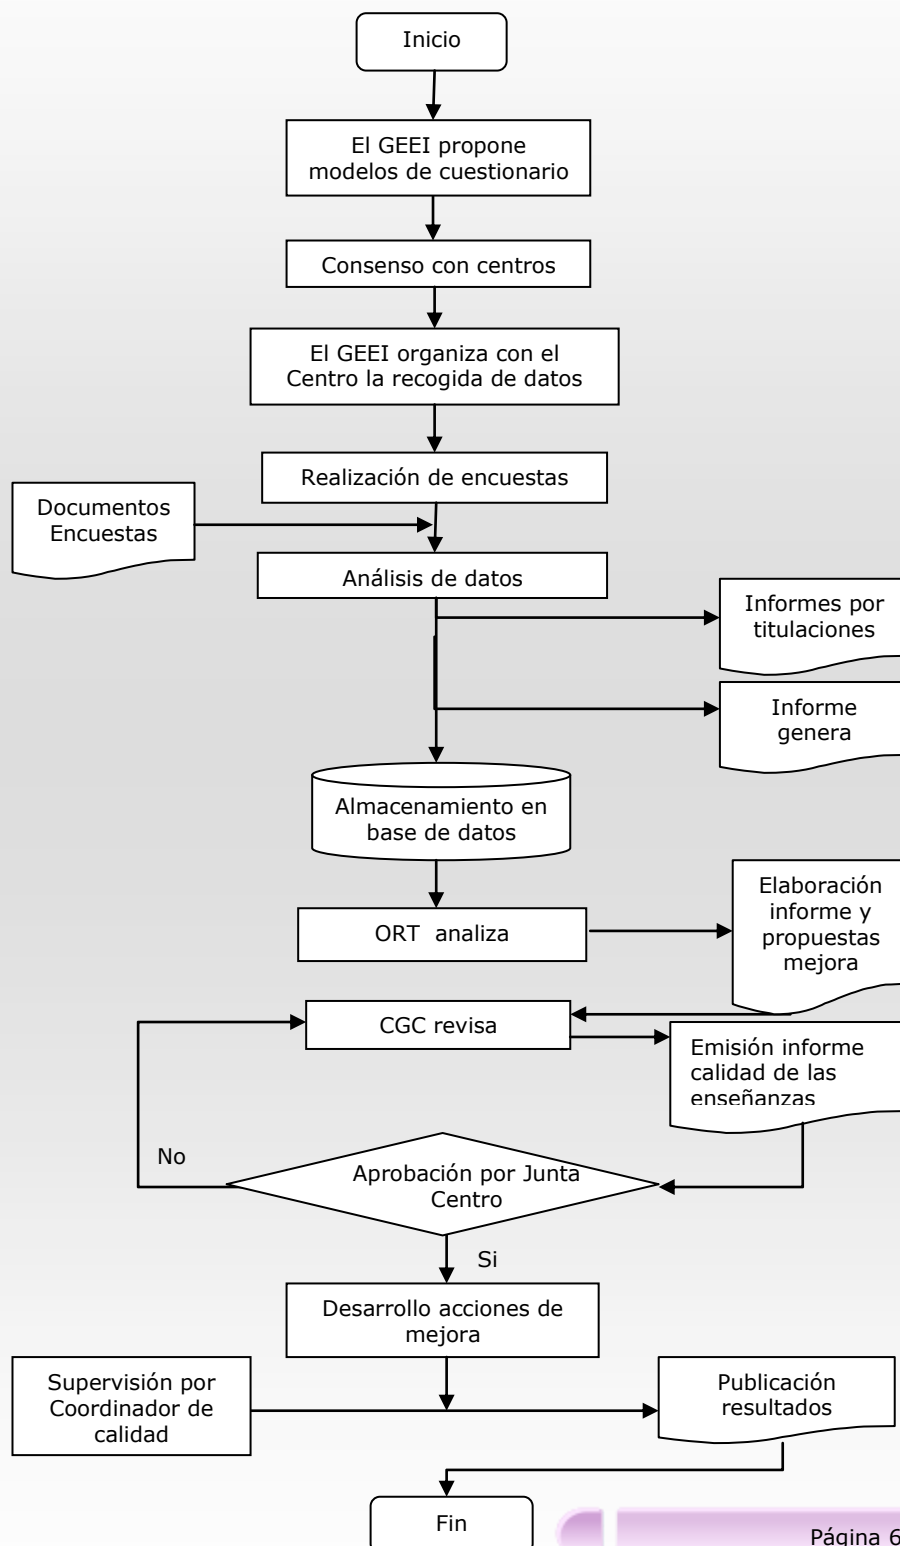 Inicio
El GEEI propone
modelos de cuestionario
Consenso con centros
El GEEI organiza con el
Centro la recogida de datos
Realización de encuestas
Documentos
Encuestas
Análisis de datos
Informes por
titulaciones
Informe
genera
Almacenamiento en
base de datos
ORT analiza
Elaboración
informe y
propuestas
mejora
CGC revisa
Emisión informe
calidad de las
enseñanzas
No
Aprobación por Junta
Centro
Si
Desarrollo acciones de
mejora
Supervisión por
Coordinador de
calidad
Publicación
resultados
Fin
Página 6